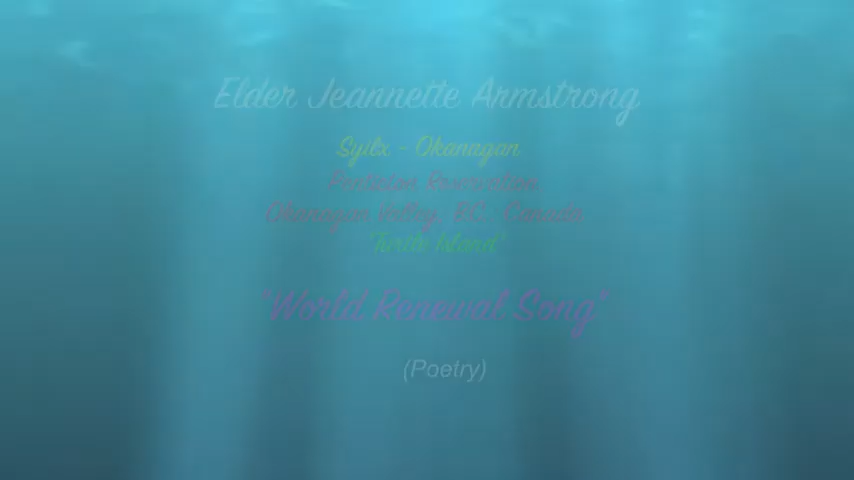 Elder Jeannette Armstrong
Syilx - Okanagan
Penticton Reservation
Okanagan Valley, BC, Canada
"Turtle Island"
"World Renewal Song"
(Poetry)